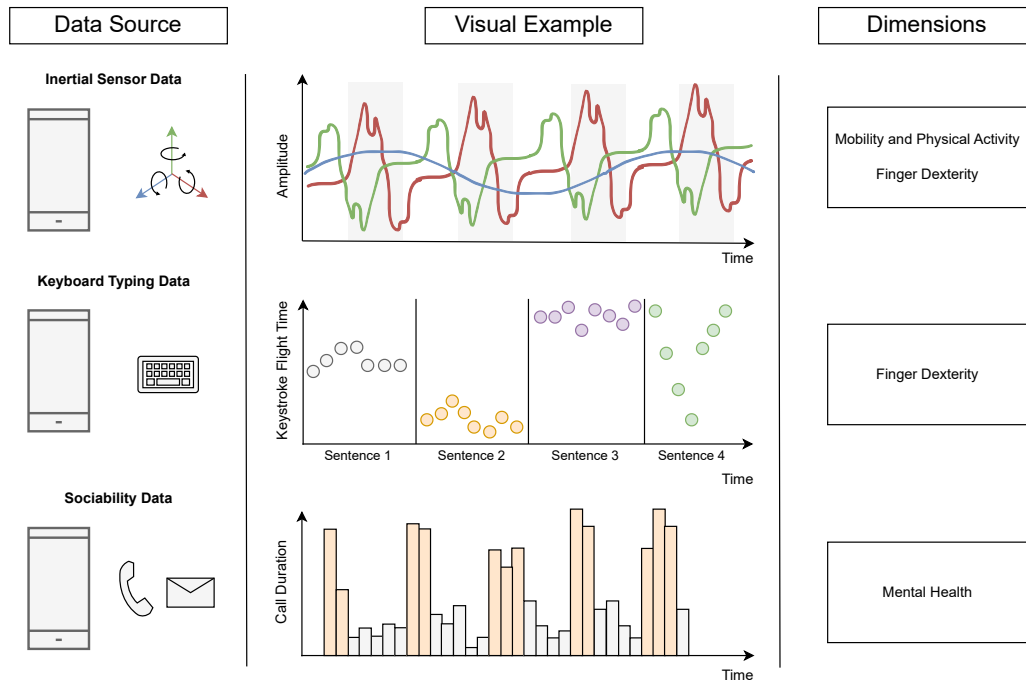 Data Source
Visual Example
Dimensions
Inertial Sensor Data
Amplitude
Time
Mobility and Physical Activity
Finger Dexterity
Keyboard Typing Data
Keystroke Flight Time
Sentence 1
Sentence 2
Sentence 3
Sentence 4
Time
Finger Dexterity
Sociability Data
Call Duration
Time
Mental Health